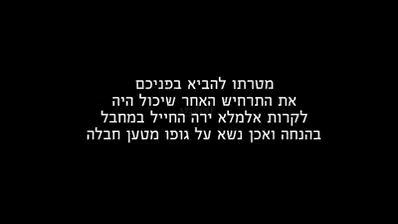 מטרתו להביא בפניכם
את התרחיש האחר שיכול היה
לקרות אלמלא ירה החייל במחבל
בהנחה ואכן נשא על גופו מטען חבלה